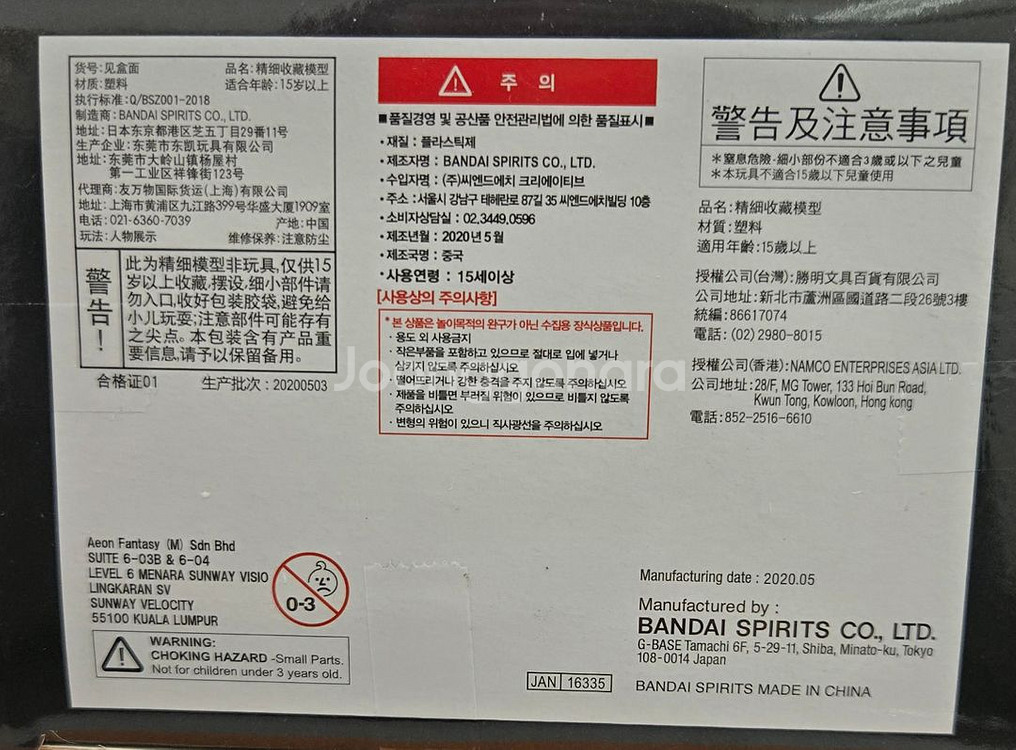 货号:见盒面 品名:精细收藏模型
材质:塑料 适合年龄:15岁以上
执行标准:Q/BSZ001-2018
制造商:BANDAI SPIRITS CO., LTD.
地址:日本东京都港区芝五丁目29番11号
生产企业:东莞市东凯玩具有限公司
地址:东莞市大岭山镇杨屋村
第一工业区祥锋街123号
代理商:友万物国际货运(上海)有限公司
地址:上海市黄浦区九江路399号华盛大厦1909室
电话:021-6360-7039 产地:中国
玩法:人物展示 维修保养:注意防尘
警告!
此为精细模型非玩具,仅供15
岁以上收藏,摆设,细小部件请
勿入口,收好包装胶袋,避免给
小儿玩耍;注意部件可能存有
之尖点。本包装含有产品重
要信息,请予以保留备用。
合格证01 生产批次:20200503
주 의
■품질경영 및 공산품 안전관리법에 의한 품질표시■
· 재질 : 플라스틱제
· 제조자명 : BANDAI SPIRITS CO., LTD.
· 수입자명 : (주)씨엔드에치 크리에이티브
· 주소 : 서울시 강남구 테헤란로 87길 35 씨엔드에치빌딩 10층
· 소비자상담실 : 02.3449.0596
· 제조년월 : 2020년 5월
· 제조국명 : 중국
· 사용연령 : 15세이상
[사용상의 주의사항]
* 본 상품은 놀이목적의 완구가 아닌 수집용 장식상품입니다.
· 용도 외 사용금지
· 작은부품을 포함하고 있으므로 절대로 입에 넣거나
삼키지 않도록 주의하십시오
· 떨어뜨리거나 강한 충격을 주지 않도록 주의하십시오
· 제품을 비틀면 부러질 위험이 있으므로 비틀지 않도록
주의하십시오
· 변형의 위험이 있으니 직사광선을 주의하십시오
警告及注意事項
*窒息危險-細小部份不適合3歲或以下之兒童
*本玩具不適合15歲以下兒童使用
品名:精細收藏模型
材質:塑料
適用年齡:15歲以上
授權公司(台灣):勝明文具百貨有限公司
公司地址:新北市蘆洲區國道路二段26號3樓
統編:86617074
電話:(02)2980-8015
授權公司(香港):NAMCO ENTERPRISES ASIA LTD.
公司地址:28/F, MG Tower, 133 Hoi Bun Road,
Kwun Tong, Kowloon, Hong kong
電話:852-2516-6610
Aeon Fantasy (M) Sdn Bhd
SUITE 6-03B & 6-04
LEVEL 6 MENARA SUNWAY VISIO
LINGKARAN SV
SUNWAY VELOCITY
55100 KUALA LUMPUR
0-3
WARNING:
CHOKING HAZARD -Small Parts.
Not for children under 3 years old.
Manufacturing date : 2020.05
Manufactured by :
BANDAI SPIRITS CO., LTD.
G-BASE Tamachi 6F, 5-29-11, Shiba, Minato-ku, Tokyo
108-0014 Japan
JAN 16335
BANDAI SPIRITS MADE IN CHINA